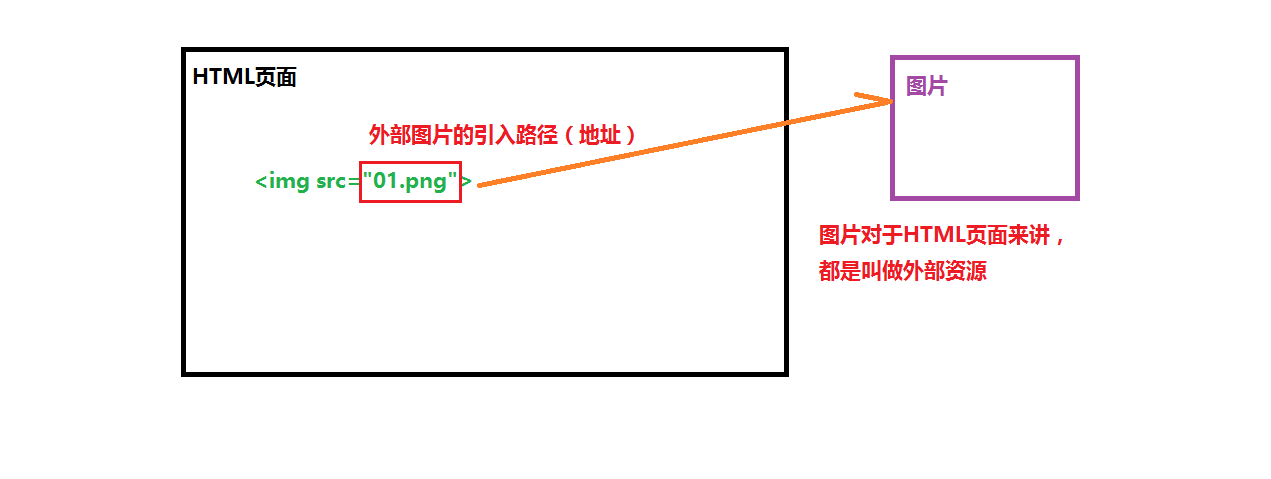 HTML页面
图片
外部图片的引入路径（地址）
<img src="01.png">
图片对于HTML页面来讲，
都是叫做外部资源